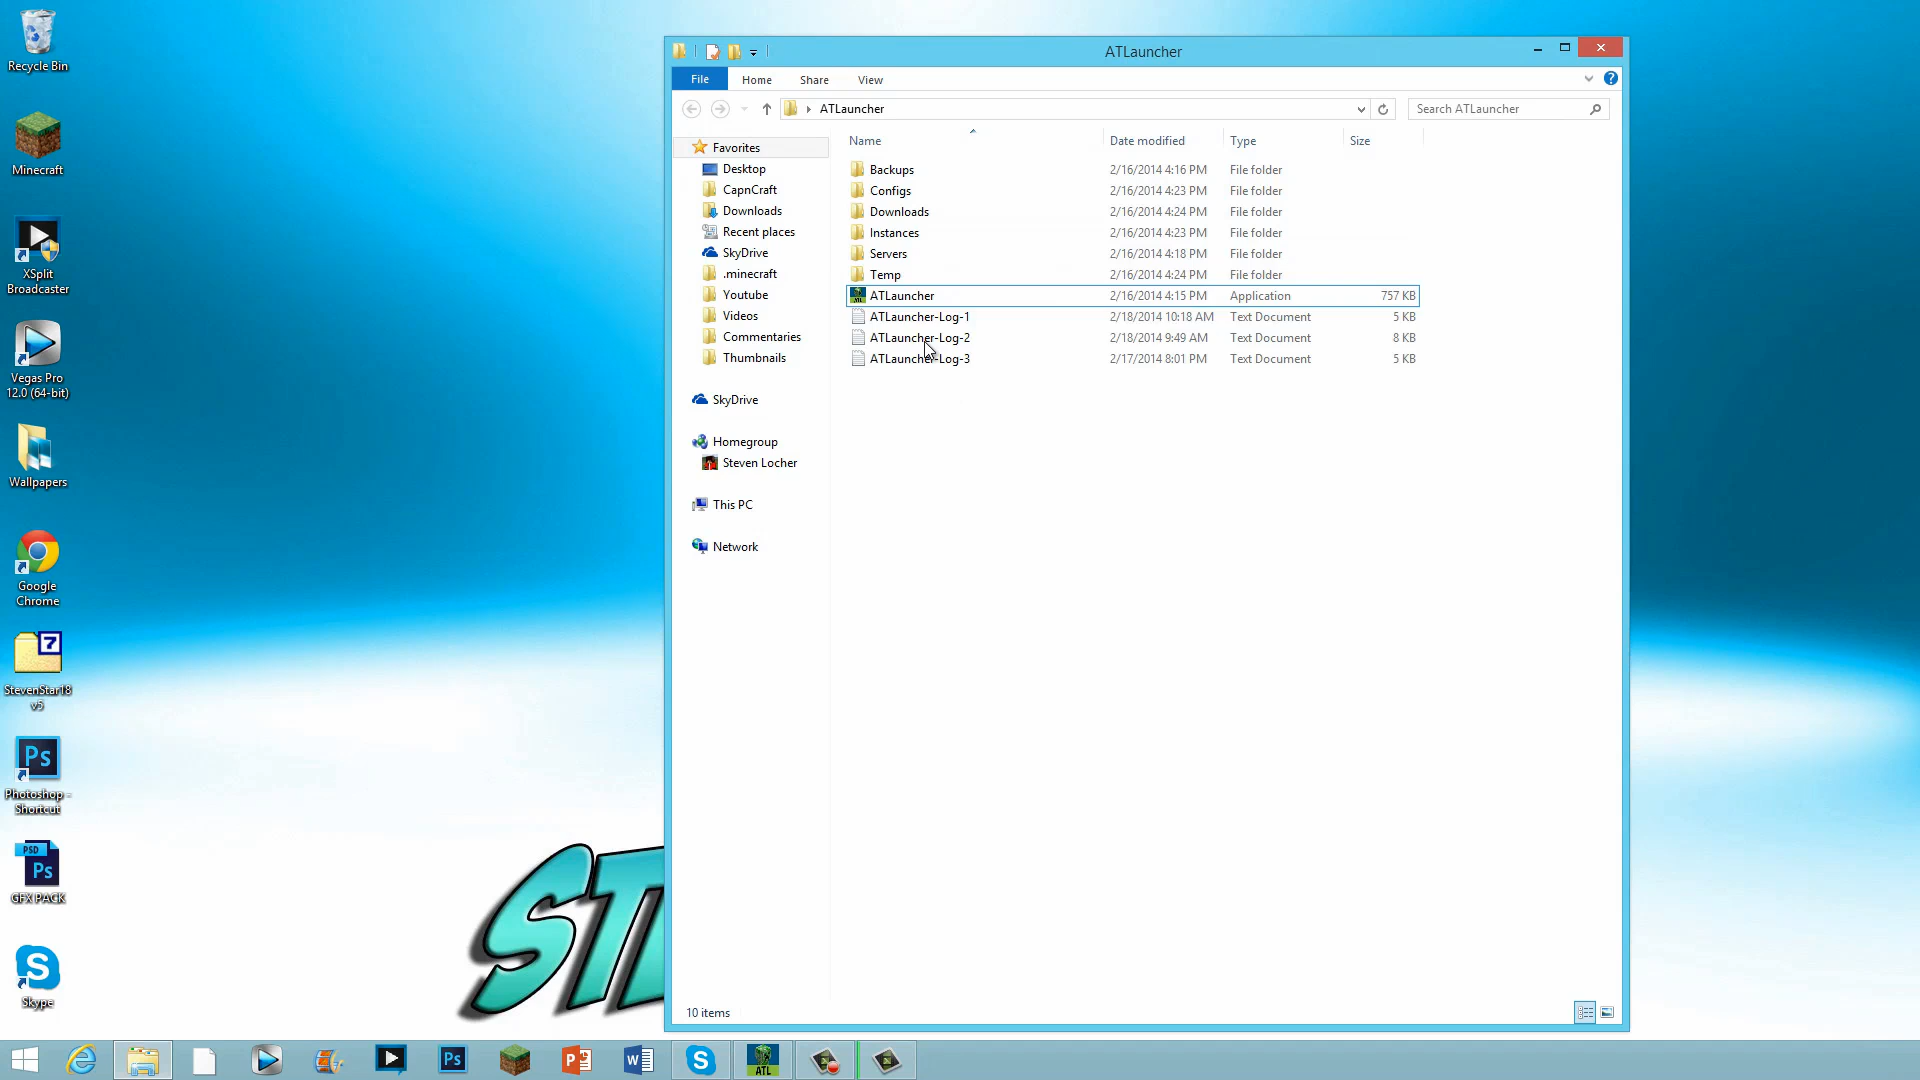 Recycle Bin
Minecraft
XSplit
Broadcaster
Vegas Pro
12.0 (64-bit)
Wallpapers
Google
Chrome
7
StevenStar18
v5
Ps
Photoshop -
Shortcut
PSD
Ps
GFX PACK
S
Skype
ST
ATLauncher
File
Home
Share
View
ATLauncher
Search ATLauncher
Favorites
Desktop
CapnCraft
Downloads
Recent places
SkyDrive
.minecraft
Youtube
Videos
Commentaries
Thumbnails
SkyDrive
Homegroup
Steven Locher
This PC
Network
Name Date modified Type Size
Backups 2/16/2014 4:16 PM File folder
Configs 2/16/2014 4:23 PM File folder
Downloads 2/16/2014 4:24 PM File folder
Instances 2/16/2014 4:23 PM File folder
Servers 2/16/2014 4:18 PM File folder
Temp 2/16/2014 4:24 PM File folder
ATLauncher 2/16/2014 4:15 PM Application 757 KB
ATLauncher-Log-1 2/18/2014 10:18 AM Text Document 5 KB
ATLauncher-Log-2 2/18/2014 9:49 AM Text Document 8 KB
ATLauncher-Log-3 2/17/2014 8:01 PM Text Document 5 KB
10 items
Ps
P
W
S
ATL